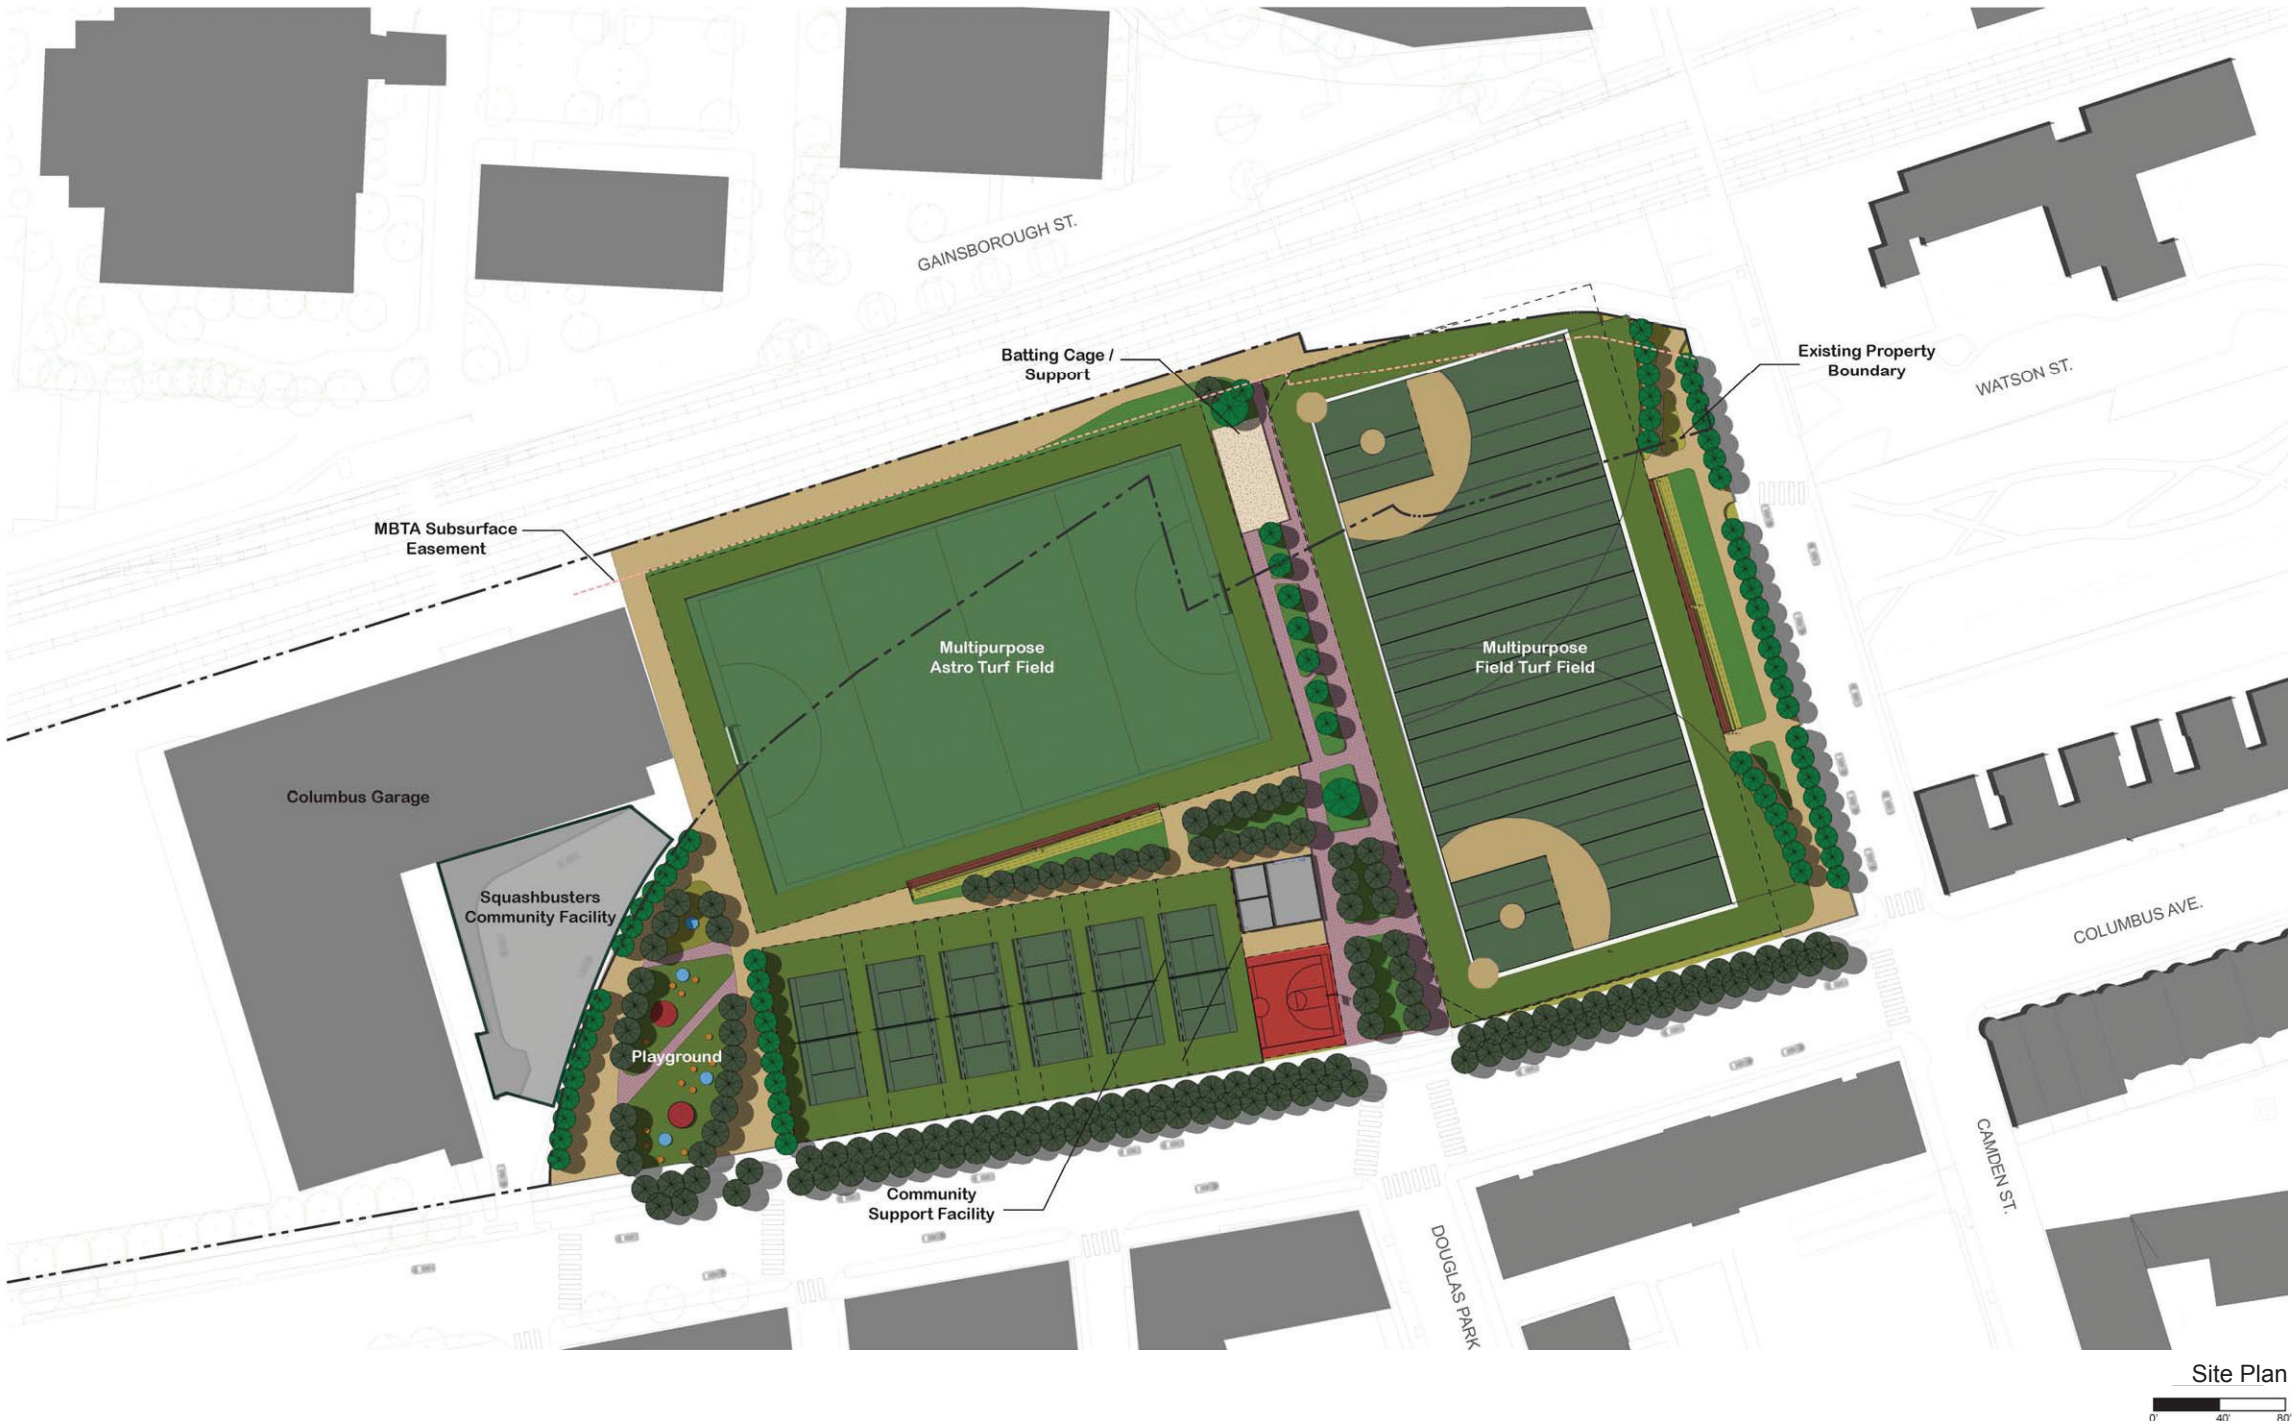 GAINSBOROUGH ST.
Batting Cage /
Support
Existing Property
Boundary
WATSON ST.
MBTA Subsurface
Easement
Multipurpose
Astro Turf Field
Multipurpose
Field Turf Field
Columbus Garage
Squashbusters
Community Facility
COLUMBUS AVE.
Playground
CAMDEN ST.
Community
Support Facility
DOUGLAS PARK
Site Plan
0' 40' 80'